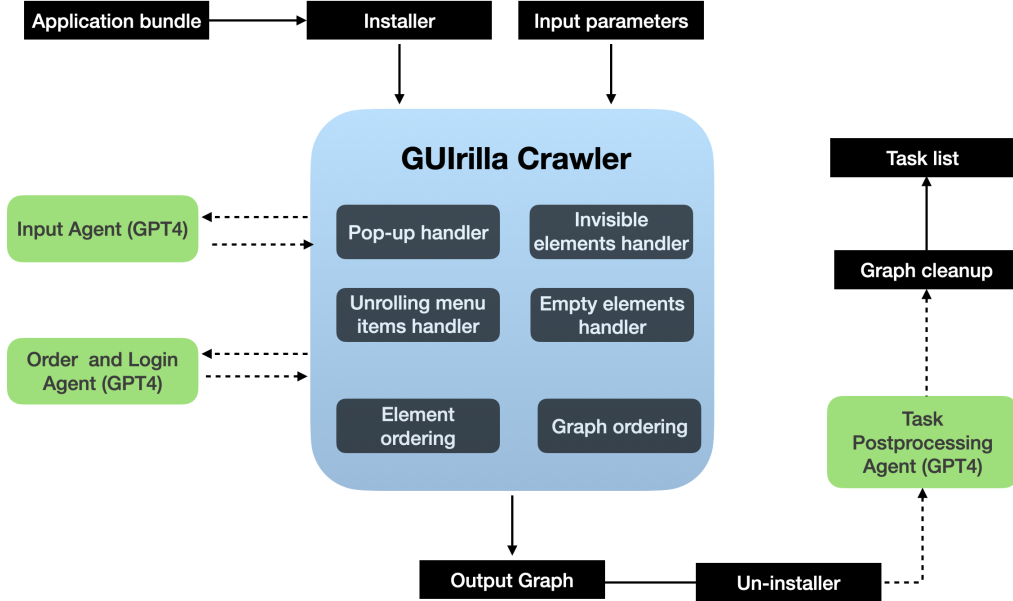 Application bundle
Installer
Input parameters
GUIrilla Crawler
Task list
Input Agent (GPT4)
Pop-up handler
Invisible
elements handler
Graph cleanup
Unrolling menu
items handler
Empty elements
handler
Order and Login
Agent (GPT4)
Element
ordering
Graph ordering
Task
Postprocessing
Agent (GPT4)
Output Graph
Un-installer